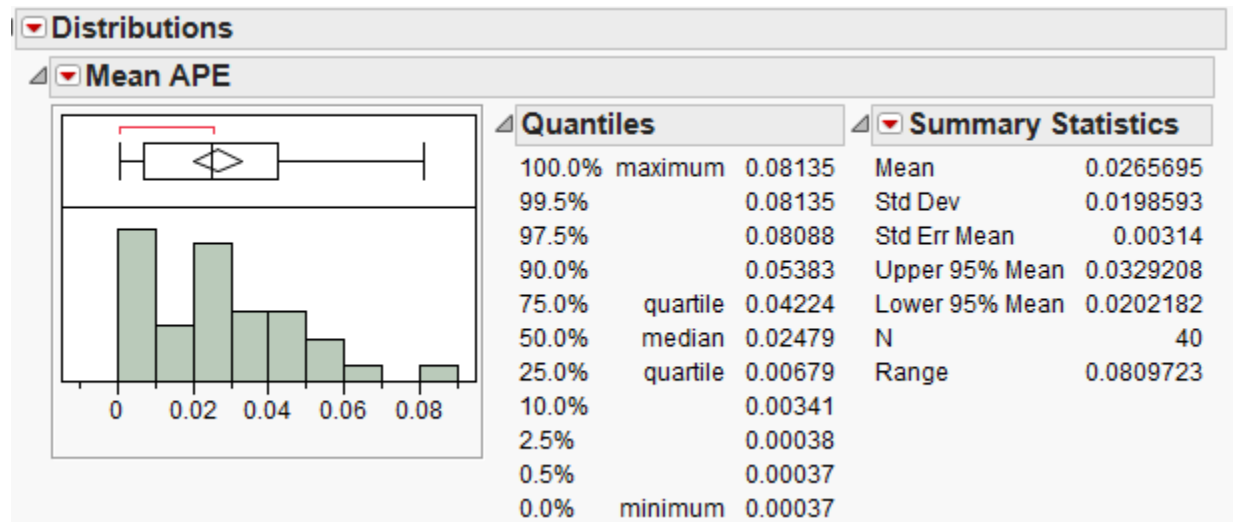 Distributions
Mean APE
0 0.02 0.04 0.06 0.08
Quantiles
100.0% maximum 0.08135
99.5% 0.08135
97.5% 0.08088
90.0% 0.05383
75.0% quartile 0.04224
50.0% median 0.02479
25.0% quartile 0.00679
10.0% 0.00341
2.5% 0.00038
0.5% 0.00037
0.0% minimum 0.00037
Summary Statistics
Mean 0.0265695
Std Dev 0.0198593
Std Err Mean 0.00314
Upper 95% Mean 0.0329208
Lower 95% Mean 0.0202182
N 40
Range 0.0809723